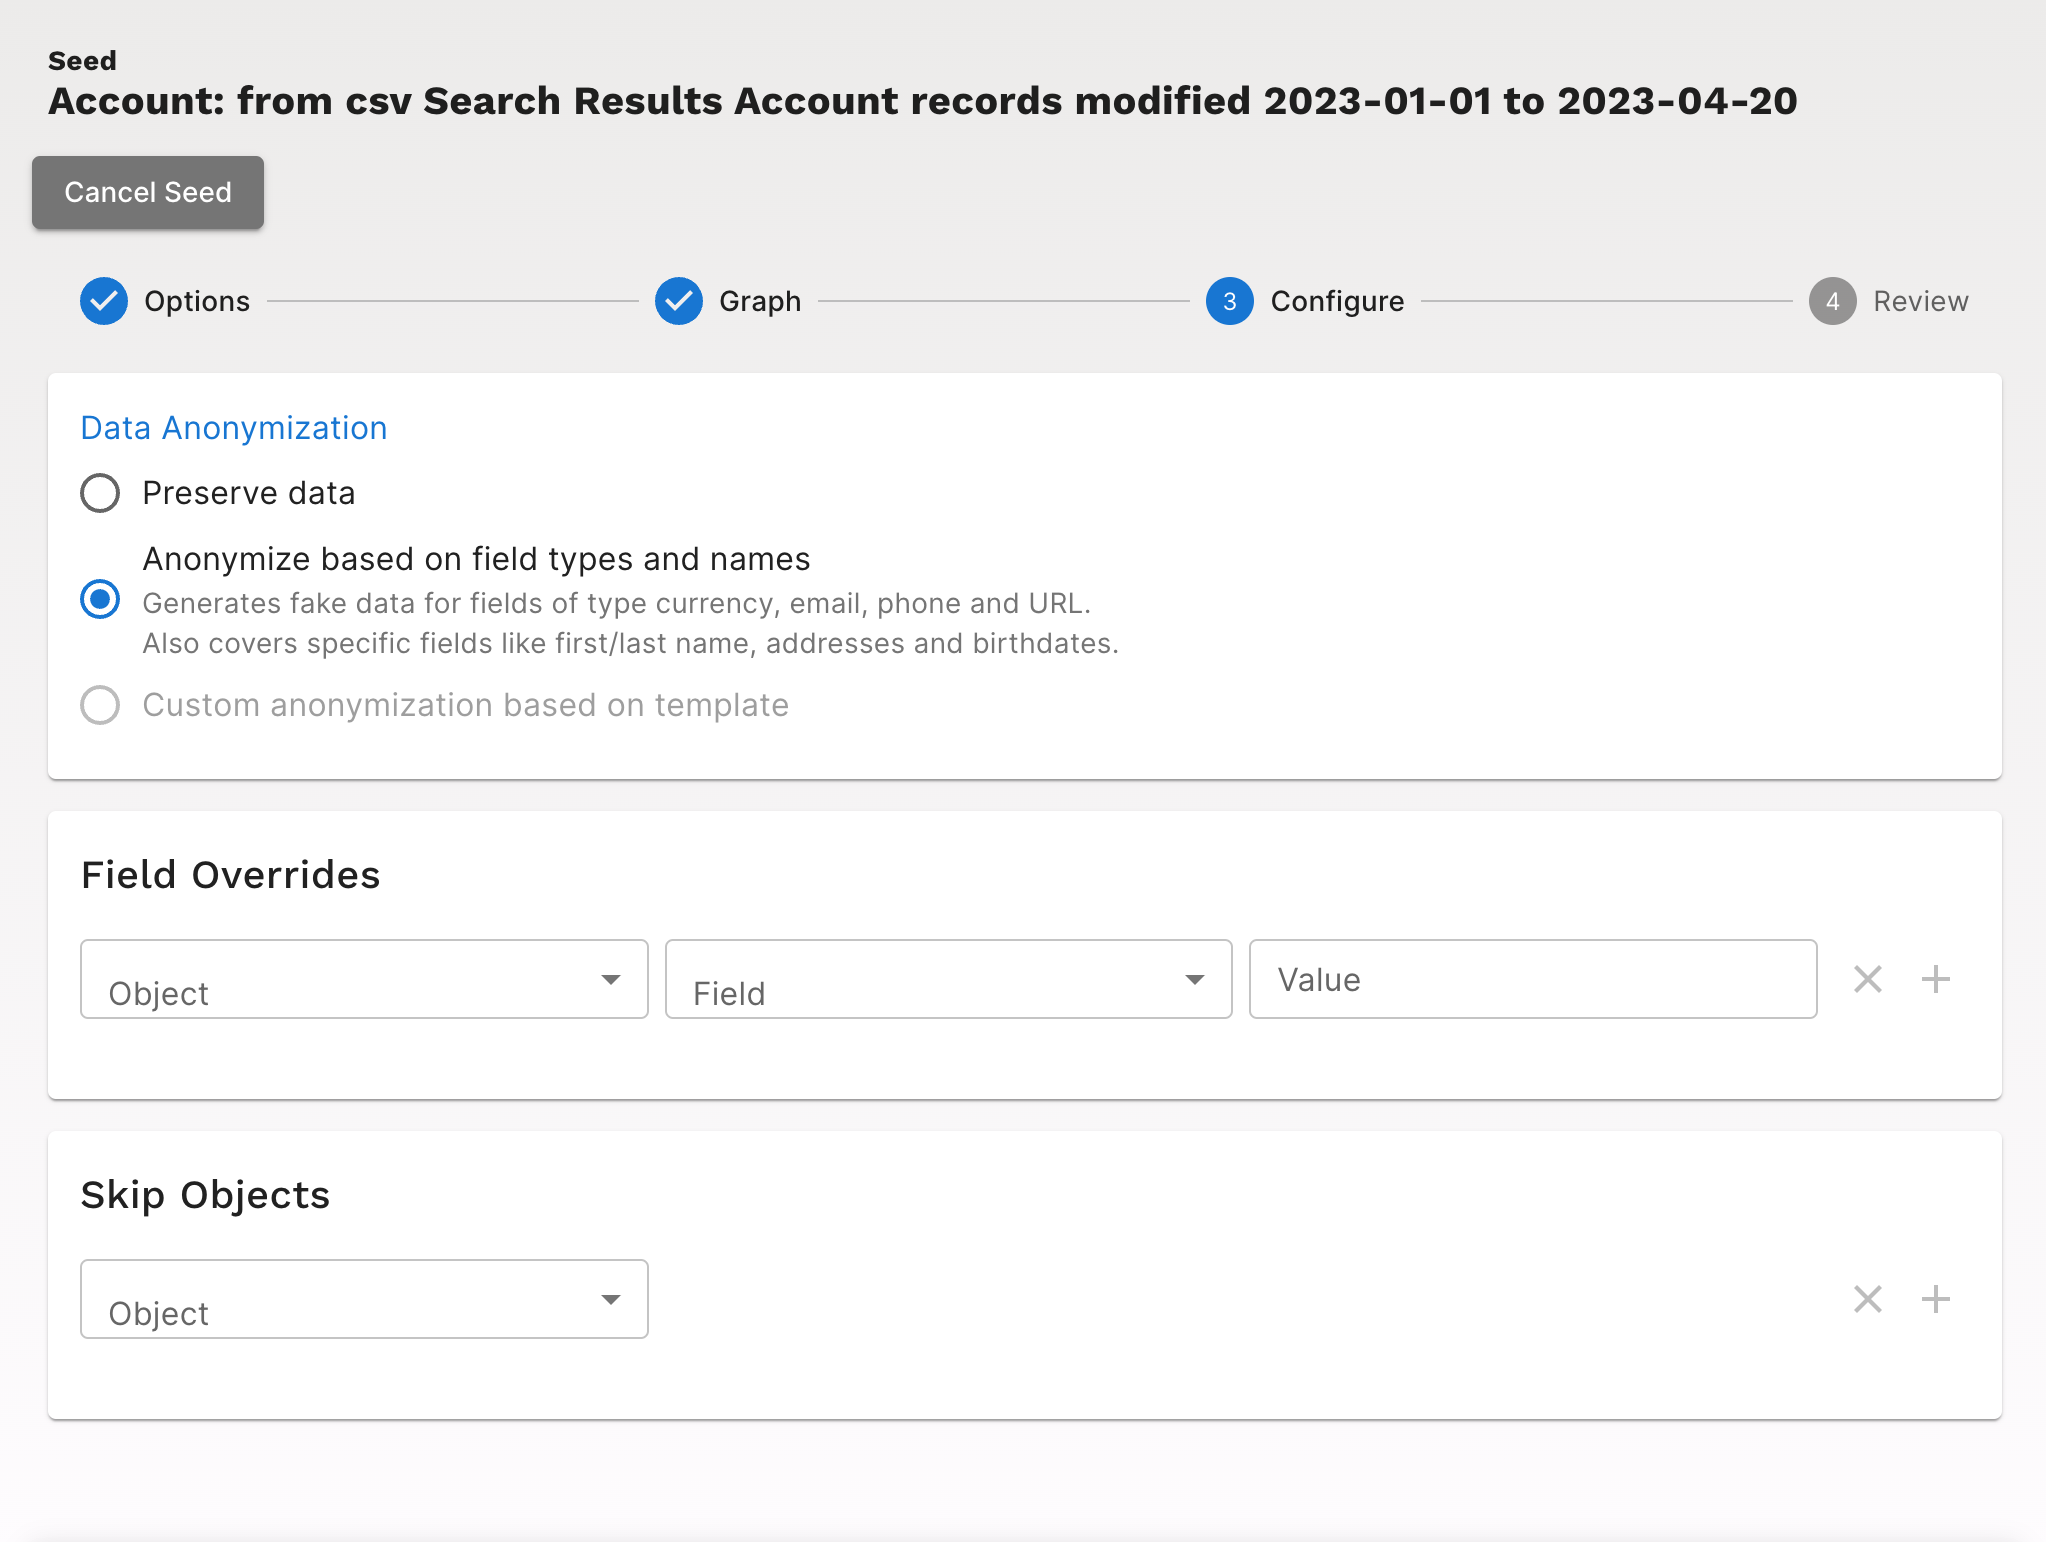 Seed
Account: from csv Search Results Account records modified 2023-01-01 to 2023-04-20
Cancel Seed
Options
Graph
3 Configure
4 Review
Data Anonymization
Preserve data
Anonymize based on field types and names
Generates fake data for fields of type currency, email, phone and URL.
Also covers specific fields like first/last name, addresses and birthdates.
Custom anonymization based on template
Field Overrides
Object
Field
Value
Skip Objects
Object